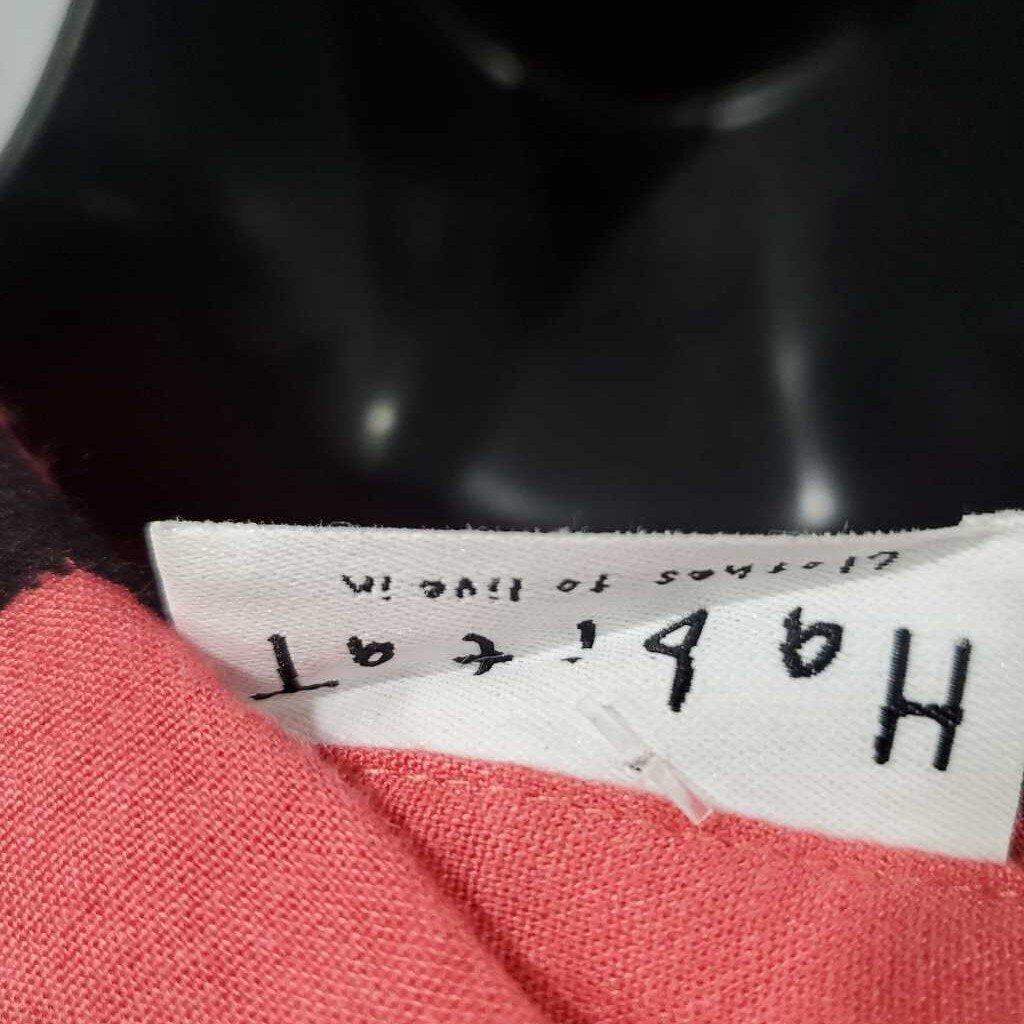 HabitaT
clothes to live in